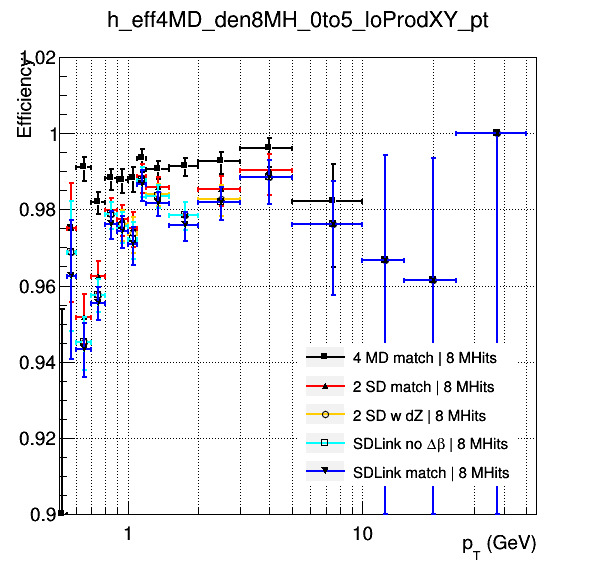 h_eff4MD_den8MH_0to5_loProdXY_pt
Efficiency
1.02
1
0.98
0.96
0.94
0.92
0.9
4 MD match | 8 MHits
2 SD match | 8 MHits
2 SD w dZ | 8 MHits
SDLink no Δβ | 8 MHits
SDLink match | 8 MHits
1
10
p_T (GeV)